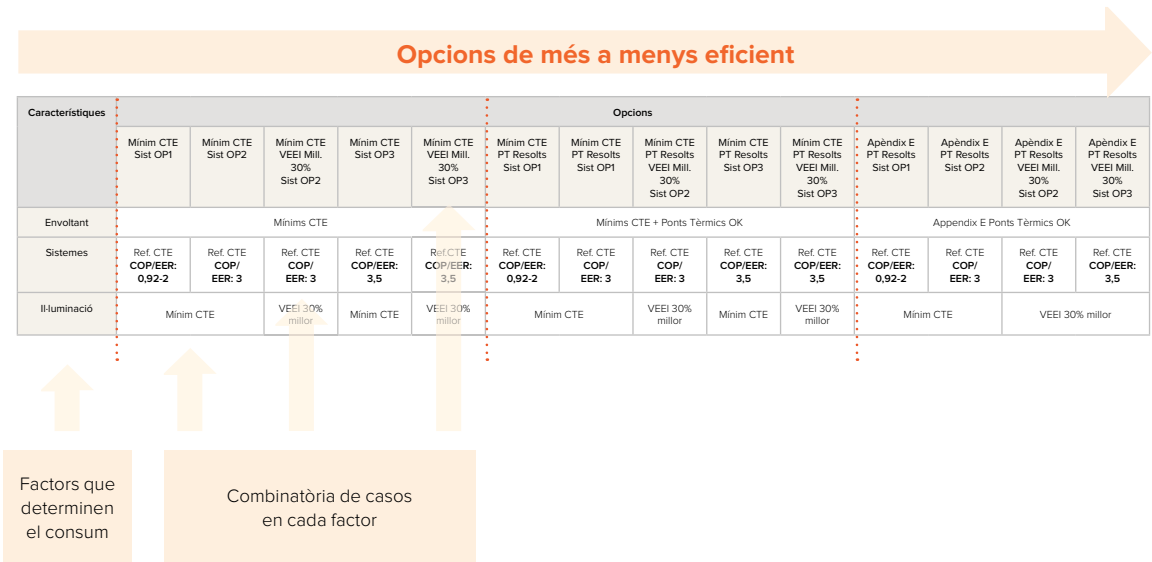 Opcions de més a menys eficient
Característiques
Opcions
Mínim CTE
Sist OP1
Mínim CTE
Sist OP2
Mínim CTE
VEEI Mill.
30%
Sist OP2
Mínim CTE
Sist OP3
Mínim CTE
VEEI Mill.
30%
Sist OP3
Mínim CTE
PT Resolts
Sist OP1
Mínim CTE
PT Resolts
Sist OP1
Mínim CTE
PT Resolts
VEEI Mill.
30%
Sist OP2
Mínim CTE
PT Resolts
Sist OP3
Mínim CTE
PT Resolts
VEEI Mill.
30%
Sist OP3
Apèndix E
PT Resolts
Sist OP1
Apèndix E
PT Resolts
Sist OP2
Apèndix E
PT Resolts
VEEI Mill.
30%
Sist OP2
Apèndix E
PT Resolts
VEEI Mill.
30%
Sist OP3
Envoltant
Mínims CTE
Mínims CTE + Ponts Tèrmics OK
Appendix E Ponts Tèrmics OK
Sistemes
Ref. CTE
COP/EER:
0,92-2
Ref. CTE
COP/
EER: 3
Ref. CTE
COP/
EER: 3
Ref. CTE
COP/EER:
3,5
Ref.CTE
COP/EER:
3,5
Ref. CTE
COP/EER:
0,92-2
Ref. CTE
COP/
EER: 3
Ref. CTE
COP/
EER: 3
Ref. CTE
COP/EER:
3,5
Ref. CTE
COP/EER:
3,5
Ref. CTE
COP/EER:
0,92-2
Ref. CTE
COP/
EER: 3
Ref. CTE
COP/
EER: 3
Ref. CTE
COP/EER:
3,5
Il·luminació
Mínim CTE
VEEI 30%
millor
Mínim CTE
VEEI 30%
millor
Mínim CTE
VEEI 30%
millor
Mínim CTE
VEEI 30%
millor
Mínim CTE
VEEI 30% millor
Factors que
determinen
el consum
Combinatòria de casos
en cada factor